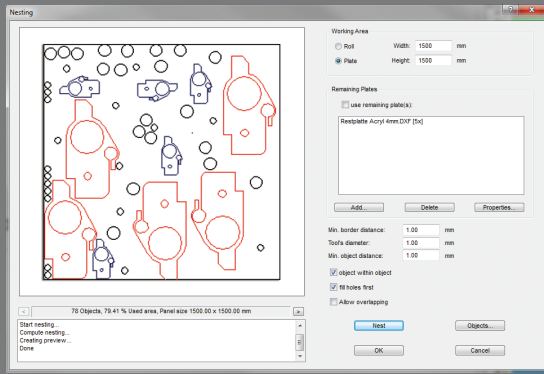 Nesting
Working Area
Roll
Width: 1500 mm
Plate
Height: 1500 mm
Remaining Plates
use remaining plate(s):
Restplatte Acryl 4mm.DXF [5x]
Add... Delete Properties...
Min. border distance: 1.00 mm
Tool's diameter: 1.00 mm
Min. object distance: 1.00 mm
object within object
fill holes first
Allow overlapping
< 78 Objects, 79.41 % Used area, Panel size 1500.00 x 1500.00 mm >
Start nesting...
Compute nesting...
Creating preview...
Done
Nest Objects...
OK Cancel